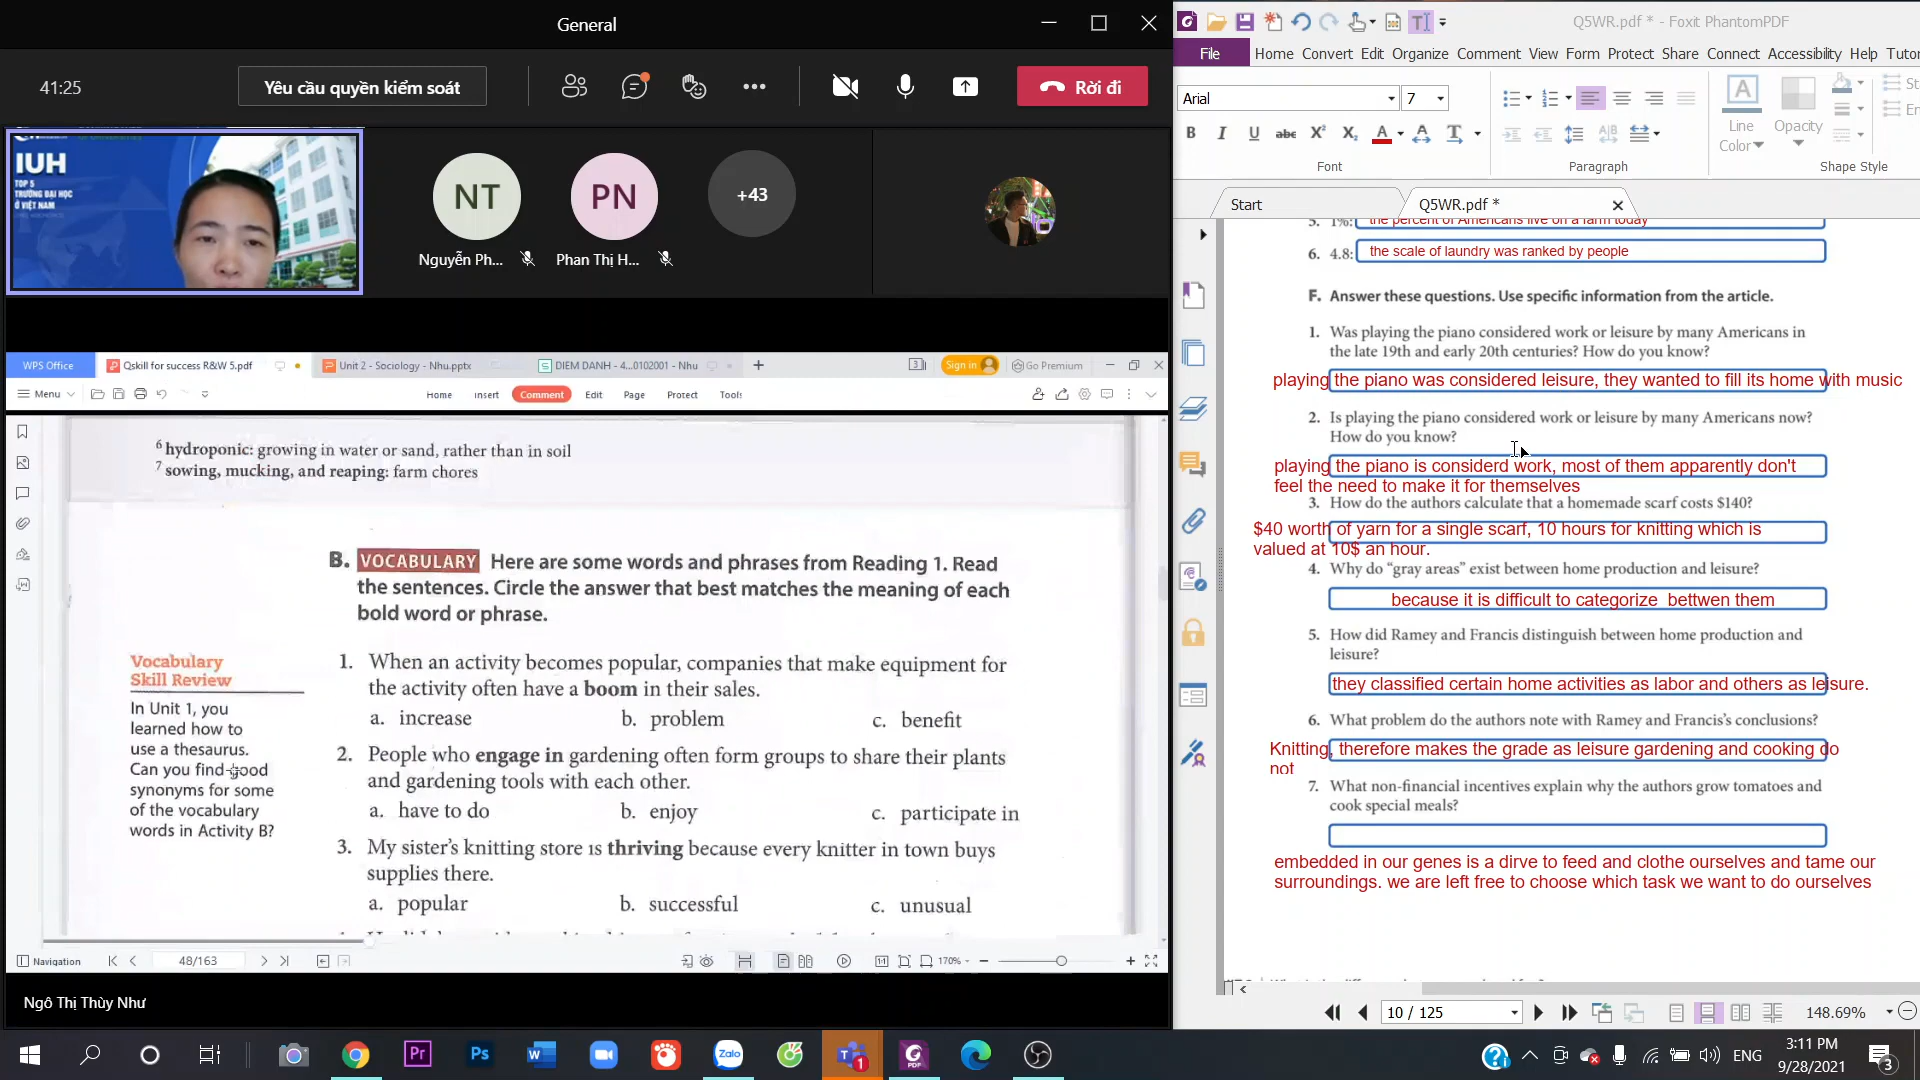 General
41:25
Yêu cầu quyền kiểm soát
Rời đi
IUH
TOP 5
TRƯỜNG ĐẠI HỌC
Ở VIỆT NAM
NT
PN
+43
Nguyễn Ph...
Phan Thị H...
WPS Office
Qskill for success R&W 5.pdf
Unit 2 - Sociology - Nhu.pptx
DIEM DANH - 4...0102001 - Nhu
Sign in
Go Premium
Menu
Home
Insert
Comment
Edit
Page
Protect
Tools
6 hydroponic: growing in water or sand, rather than in soil
7 sowing, mucking, and reaping: farm chores
B. VOCABULARY Here are some words and phrases from Reading 1. Read
the sentences. Circle the answer that best matches the meaning of each
bold word or phrase.
Vocabulary
Skill Review
In Unit 1, you
learned how to
use a thesaurus.
Can you find good
synonyms for some
of the vocabulary
words in Activity B?
1. When an activity becomes popular, companies that make equipment for
the activity often have a boom in their sales.
a. increase b. problem c. benefit
2. People who engage in gardening often form groups to share their plants
and gardening tools with each other.
a. have to do b. enjoy c. participate in
3. My sister's knitting store is thriving because every knitter in town buys
supplies there.
a. popular b. successful c. unusual
Navigation
48/163
170%
Ngô Thị Thùy Như
Q5WR.pdf * - Foxit PhantomPDF
File Home Convert Edit Organize Comment View Form Protect Share Connect Accessibility Help Tutor
Arial
7
Font
Paragraph
Line
Color
Opacity
Shape Style
Start
Q5WR.pdf *
5. 1%: the percent of Americans live on a farm today
6. 4.8: the scale of laundry was ranked by people
F. Answer these questions. Use specific information from the article.
1. Was playing the piano considered work or leisure by many Americans in
the late 19th and early 20th centuries? How do you know?
playing the piano was considered leisure, they wanted to fill its home with music
2. Is playing the piano considered work or leisure by many Americans now?
How do you know?
playing the piano is considerd work, most of them apparently don't
feel the need to make it for themselves
3. How do the authors calculate that a homemade scarf costs $140?
$40 worth of yarn for a single scarf, 10 hours for knitting which is
valued at 10$ an hour.
4. Why do “gray areas” exist between home production and leisure?
because it is difficult to categorize bettwen them
5. How did Ramey and Francis distinguish between home production and
leisure?
they classified certain home activities as labor and others as leisure.
6. What problem do the authors note with Ramey and Francis's conclusions?
Knitting, therefore makes the grade as leisure gardening and cooking do
not
7. What non-financial incentives explain why the authors grow tomatoes and
cook special meals?
embedded in our genes is a dirve to feed and clothe ourselves and tame our
surroundings. we are left free to choose which task we want to do ourselves
10 / 125
148.69%
ENG
3:11 PM
9/28/2021